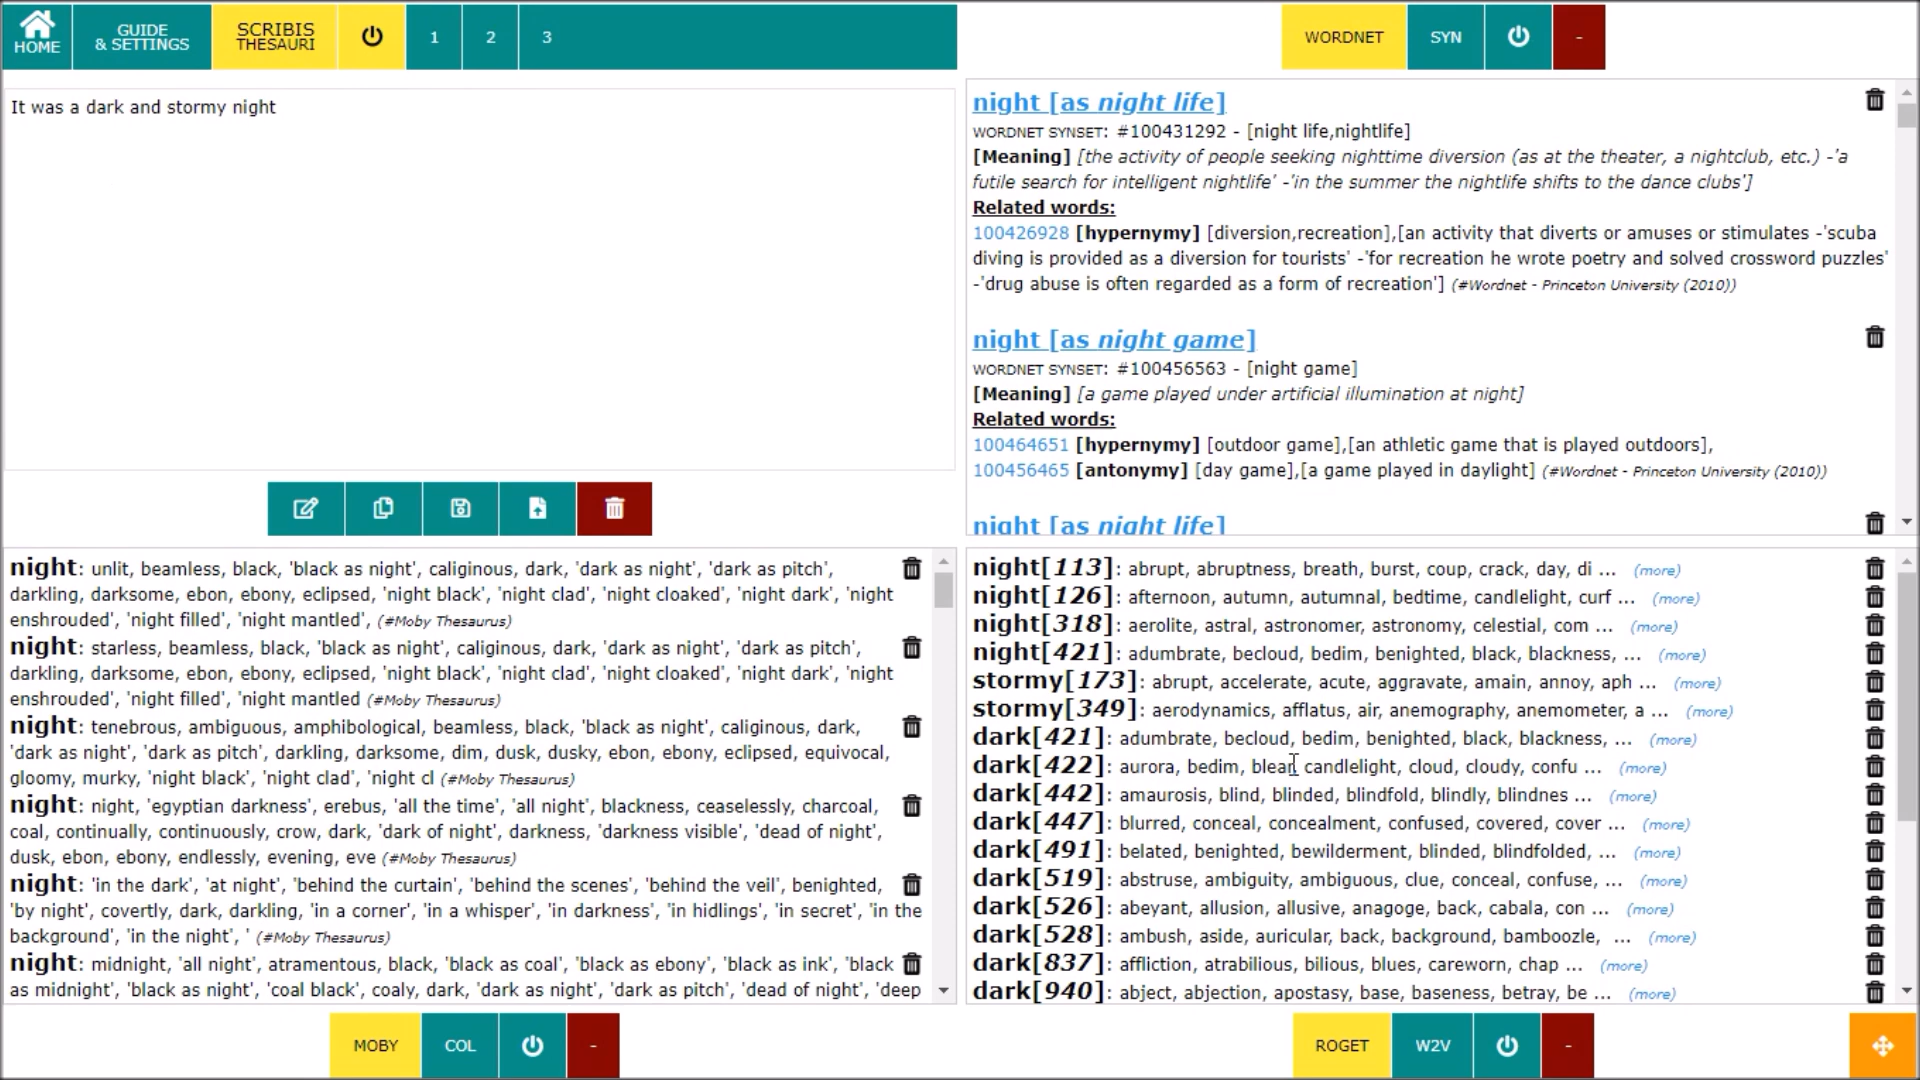 HOME
GUIDE
& SETTINGS
SCRIBIS
THESAURI
1
2
3
WORDNET
SYN
-
It was a dark and stormy night
night [as night life]
WORDNET SYNSET: #100431292 - [night life,nightlife]
[Meaning] [the activity of people seeking nighttime diversion (as at the theater, a nightclub, etc.) -'a
futile search for intelligent nightlife' -'in the summer the nightlife shifts to the dance clubs']
Related words:
100426928 [hypernymy] [diversion,recreation],[an activity that diverts or amuses or stimulates -'scuba
diving is provided as a diversion for tourists' -'for recreation he wrote poetry and solved crossword puzzles'
-'drug abuse is often regarded as a form of recreation'] (#Wordnet - Princeton University (2010))
night [as night game]
WORDNET SYNSET: #100456563 - [night game]
[Meaning] [a game played under artificial illumination at night]
Related words:
100464651 [hypernymy] [outdoor game],[an athletic game that is played outdoors],
100456465 [antonymy] [day game],[a game played in daylight] (#Wordnet - Princeton University (2010))
night [as night life]
night: unlit, beamless, black, 'black as night', caliginous, dark, 'dark as night', 'dark as pitch',
darkling, darksome, ebon, ebony, eclipsed, 'night black', 'night clad', 'night cloaked', 'night dark', 'night
enshrouded', 'night filled', 'night mantled', (#Moby Thesaurus)
night: starless, beamless, black, 'black as night', caliginous, dark, 'dark as night', 'dark as pitch',
darkling, darksome, ebon, ebony, eclipsed, 'night black', 'night clad', 'night cloaked', 'night dark', 'night
enshrouded', 'night filled', 'night mantled (#Moby Thesaurus)
night: tenebrous, ambiguous, amphibological, beamless, black, 'black as night', caliginous, dark,
'dark as night', 'dark as pitch', darkling, darksome, dim, dusk, dusky, ebon, ebony, eclipsed, equivocal,
gloomy, murky, 'night black', 'night clad', 'night cl (#Moby Thesaurus)
night: night, 'egyptian darkness', erebus, 'all the time', 'all night', blackness, ceaselessly, charcoal,
coal, continually, continuously, crow, dark, 'dark of night', darkness, 'darkness visible', 'dead of night',
dusk, ebon, ebony, endlessly, evening, eve (#Moby Thesaurus)
night: 'in the dark', 'at night', 'behind the curtain', 'behind the scenes', 'behind the veil', benighted,
'by night', covertly, dark, darkling, 'in a corner', 'in a whisper', 'in darkness', 'in hidlings', 'in secret', 'in the
background', 'in the night', ' (#Moby Thesaurus)
night: midnight, 'all night', atramentous, black, 'black as coal', 'black as ebony', 'black as ink', 'black
as midnight', 'black as night', 'coal black', coaly, dark, 'dark as night', 'dark as pitch', 'dead of night', 'deep
night[113]: abrupt, abruptness, breath, burst, coup, crack, day, di ... (more)
night[126]: afternoon, autumn, autumnal, bedtime, candlelight, curf ... (more)
night[318]: aerolite, astral, astronomer, astronomy, celestial, com ... (more)
night[421]: adumbrate, becloud, bedim, benighted, black, blackness, ... (more)
stormy[173]: abrupt, accelerate, acute, aggravate, amain, annoy, aph ... (more)
stormy[349]: aerodynamics, afflatus, air, anemography, anemometer, a ... (more)
dark[421]: adumbrate, becloud, bedim, benighted, black, blackness, ... (more)
dark[422]: aurora, bedim, blear, candlelight, cloud, cloudy, confu ... (more)
dark[442]: amaurosis, blind, blinded, blindfold, blindly, blindnes ... (more)
dark[447]: blurred, conceal, concealment, confused, covered, cover ... (more)
dark[491]: belated, benighted, bewilderment, blinded, blindfolded, ... (more)
dark[519]: abstruse, ambiguity, ambiguous, clue, conceal, confuse, ... (more)
dark[526]: abeyant, allusion, allusive, anagoge, back, cabala, con ... (more)
dark[528]: ambush, aside, auricular, back, background, bamboozle, ... (more)
dark[837]: affliction, atrabilious, bilious, blues, careworn, chap ... (more)
dark[940]: abject, abjection, apostasy, base, baseness, betray, be ... (more)
MOBY
COL
-
ROGET
W2V
-